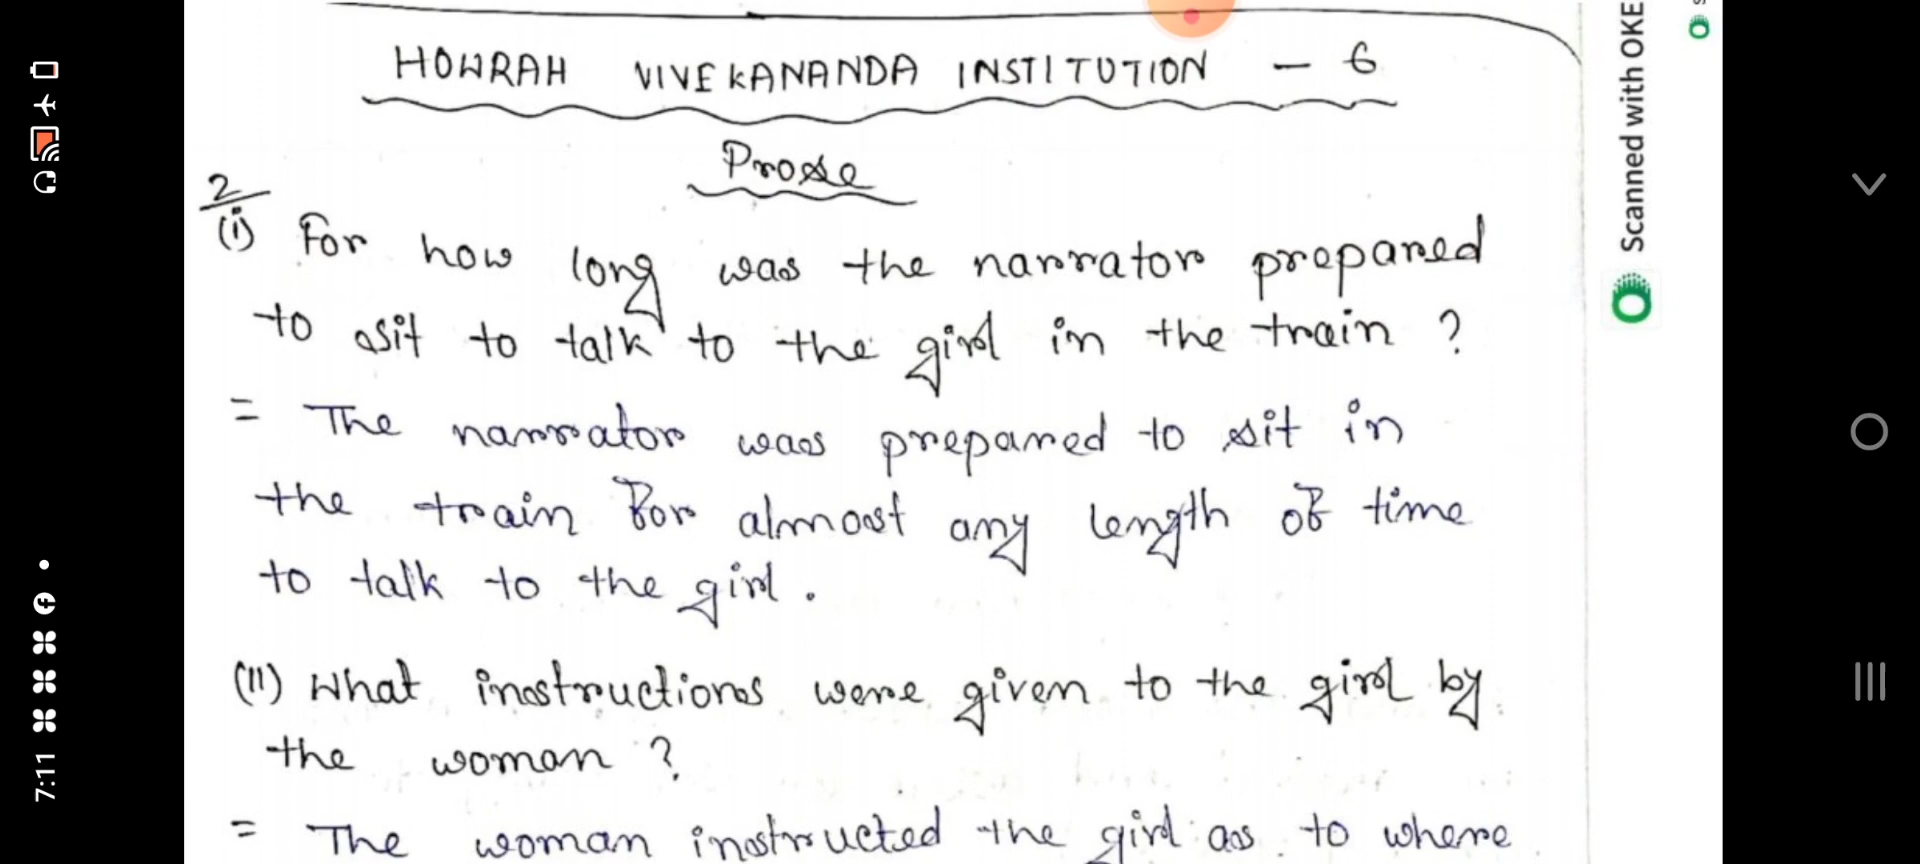 HOWRAH VIVEKANANDA INSTITUTION - 6
Prose
2
(i) For how long was the narrator prepared
to sit to talk to the girl in the train ?
= The narrator was prepared to sit in
the train for almost any length of time
to talk to the girl.
(II) What instructions were given to the girl by
the woman ?
= The woman instructed the girl as to where
Scanned with OKE
S
7:11